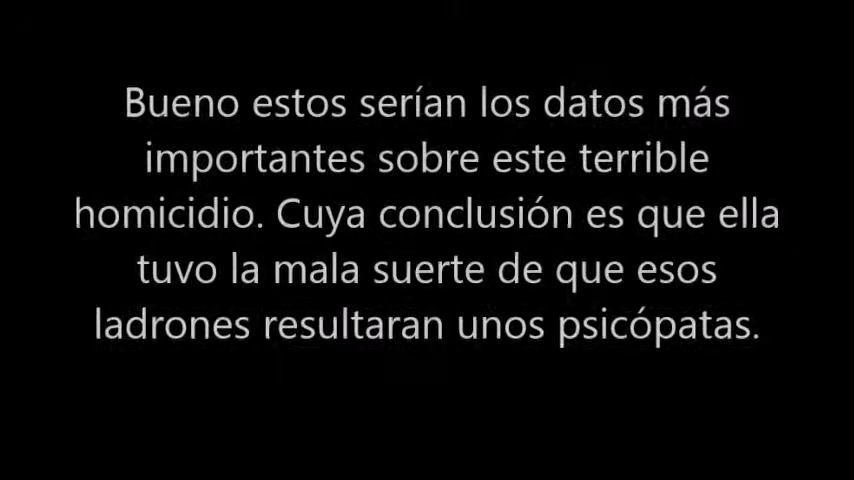 Bueno estos serían los datos más
importantes sobre este terrible
homicidio. Cuya conclusión es que ella
tuvo la mala suerte de que esos
ladrones resultaran unos psicópatas.